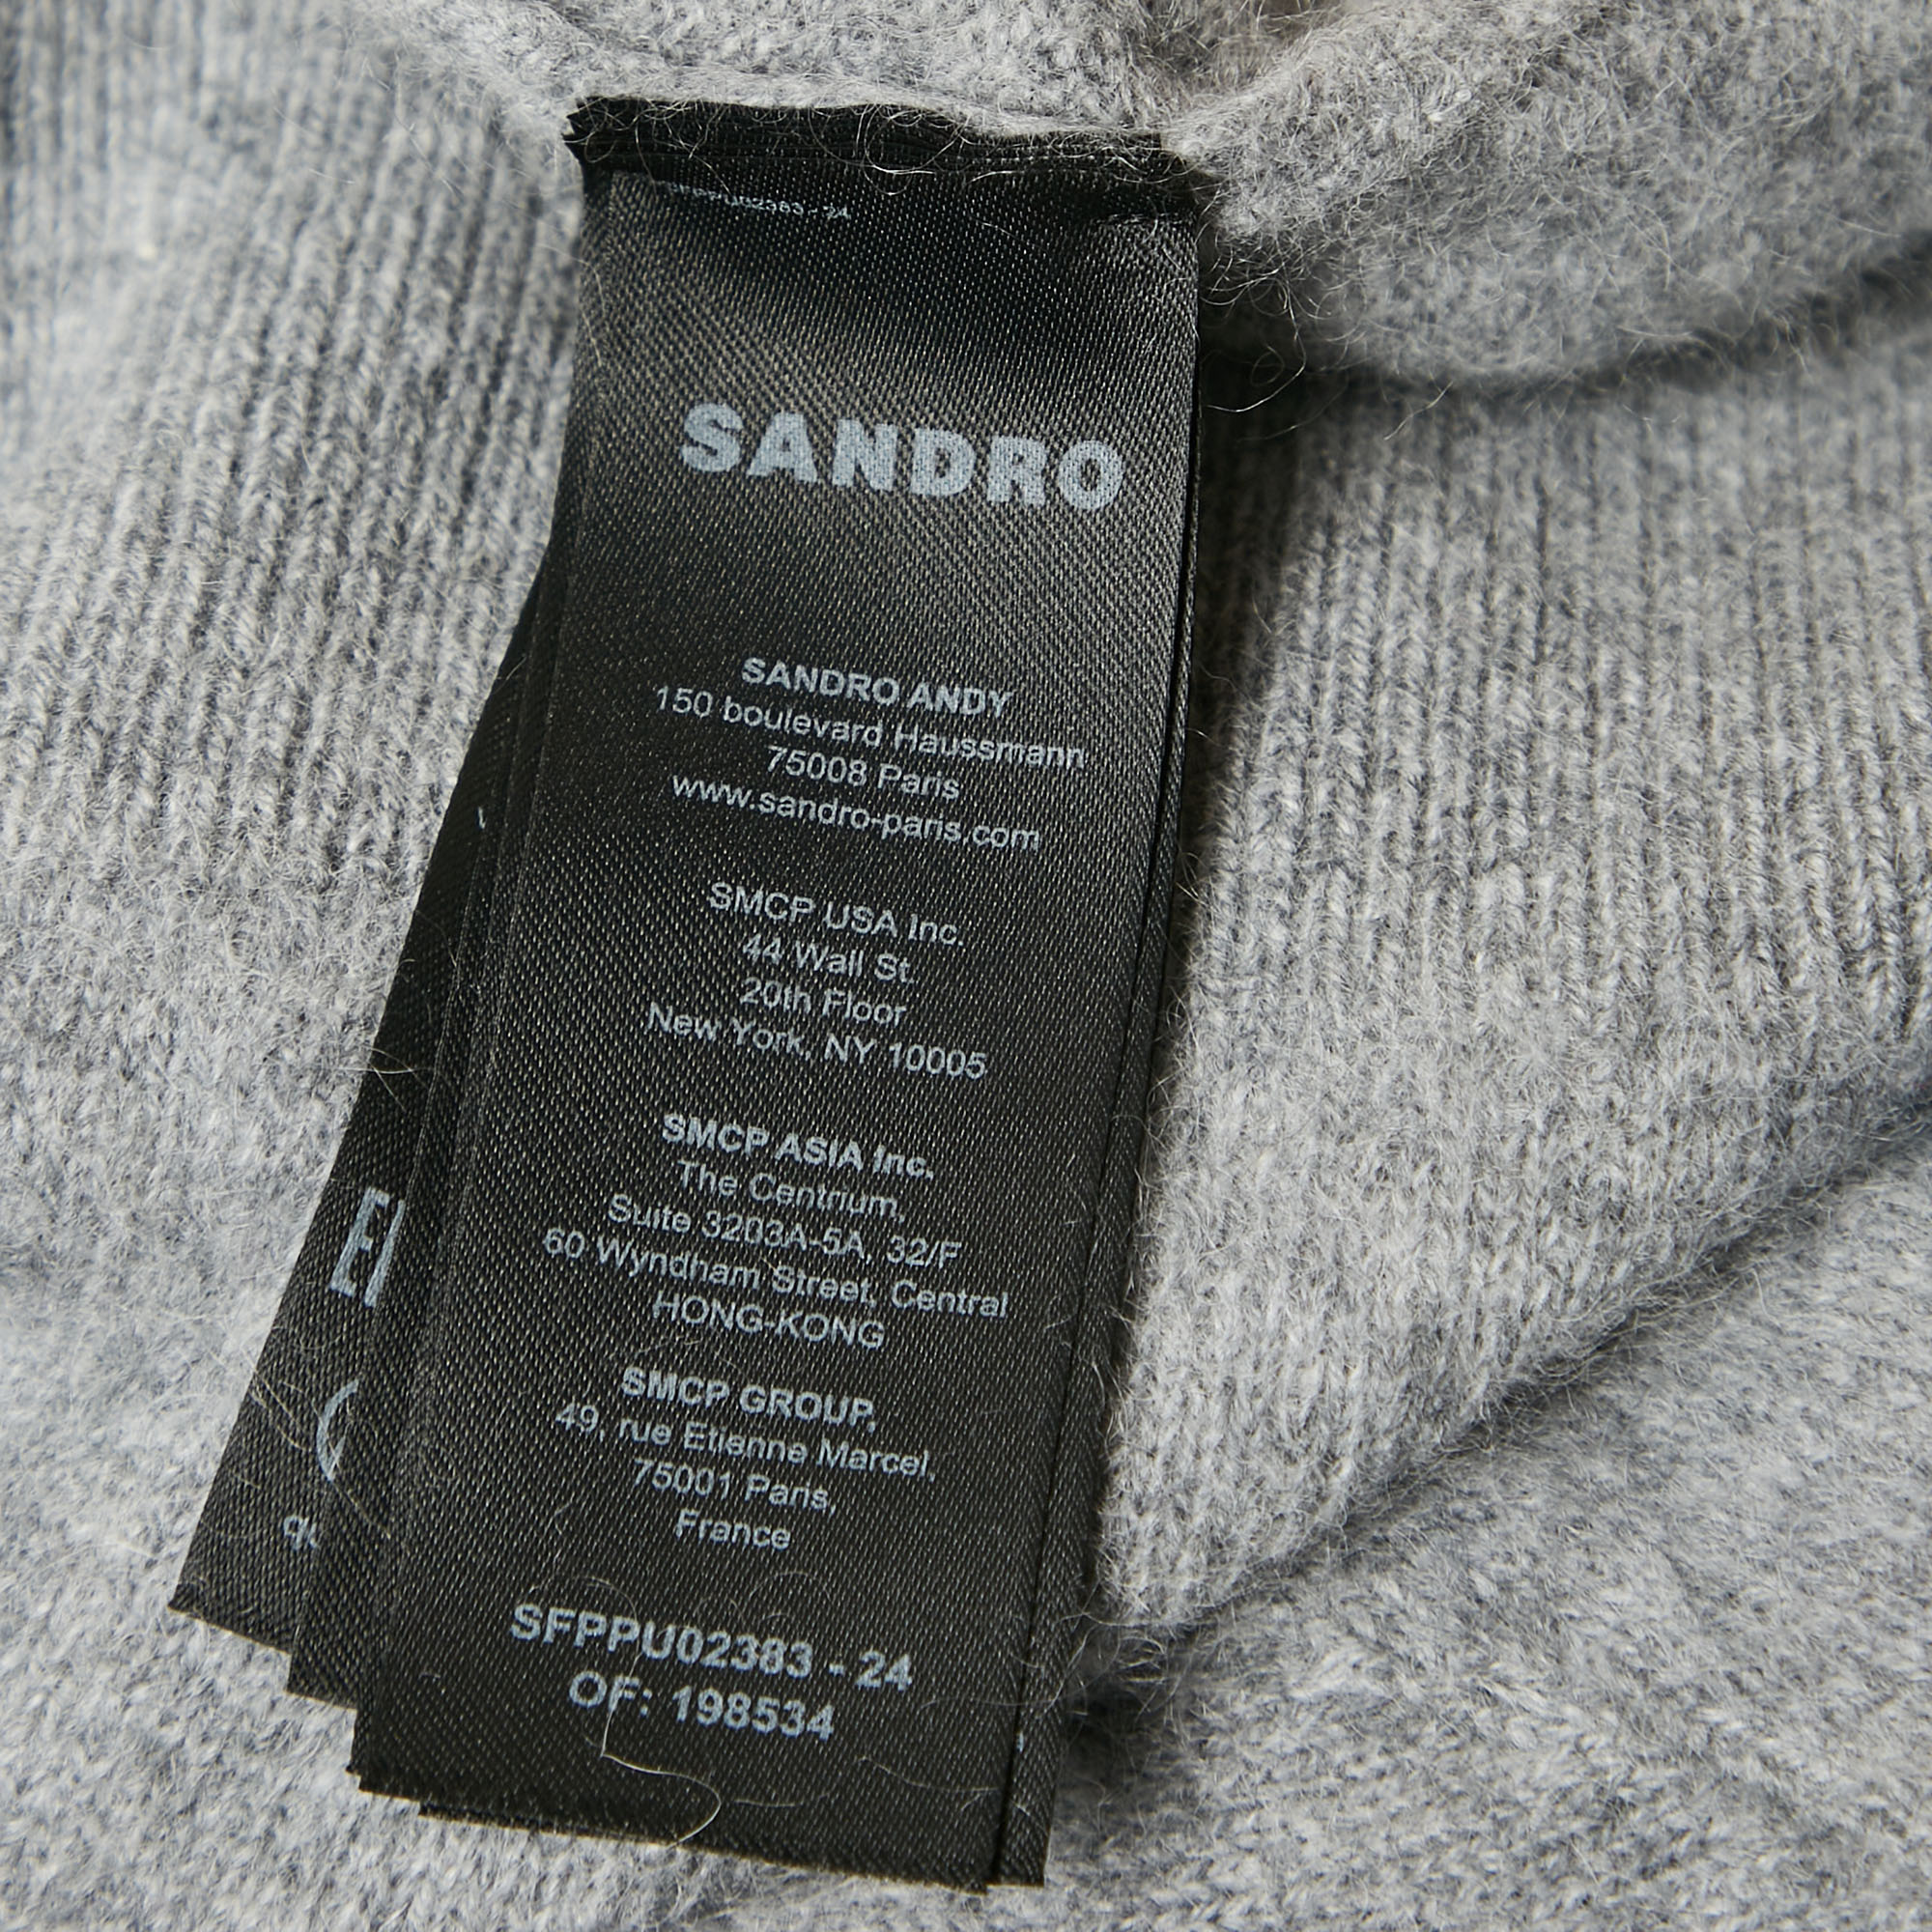 PU02383 - 24
SANDRO
SANDRO ANDY
150 boulevard Haussmann
75008 Paris
www.sandro-paris.com
SMCP USA Inc.
44 Wall St.
20th Floor
New York, NY 10005
SMCP ASIA Inc.
The Centrium,
Suite 3203A-5A, 32/F
60 Wyndham Street, Central
HONG-KONG
SMCP GROUP,
49, rue Etienne Marcel,
75001 Paris,
France
SFPPU02383 - 24
OF: 198534